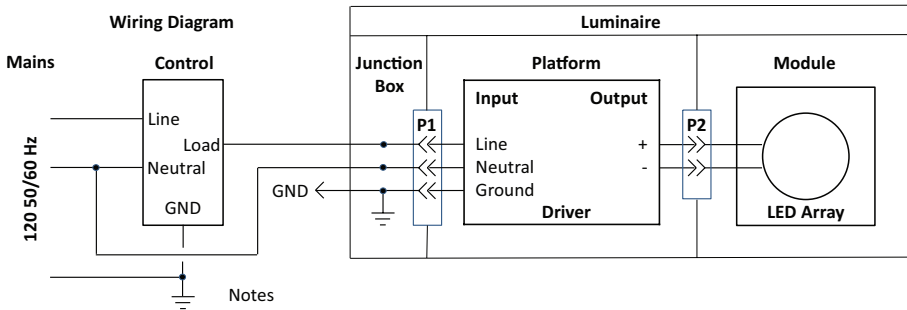 Wiring Diagram
Luminaire
Mains
Control
Junction
Box
Platform
Module
Input
Output
P1
P2
Line
Load
Neutral
GND
Line
Neutral
Ground
+
-
GND
Driver
LED Array
120 50/60 Hz
Notes